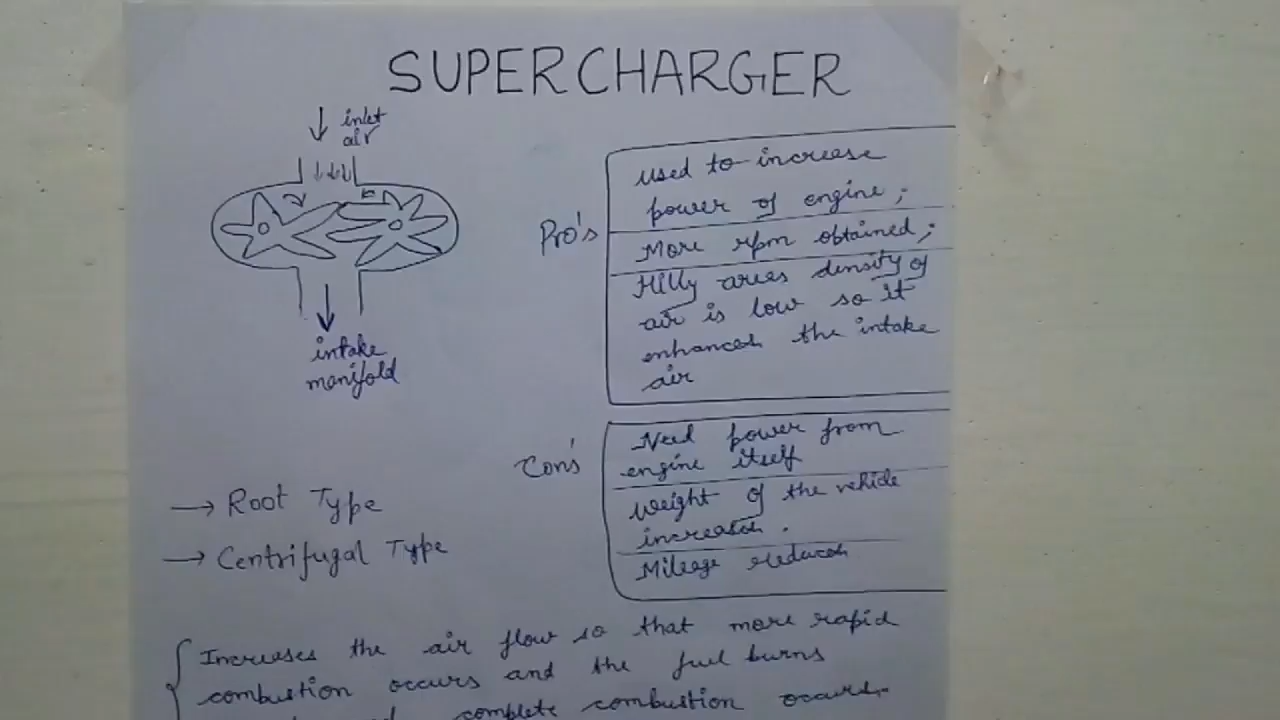 SUPERCHARGER
inlet
air
intake
manifold
Pro's
used to increase
power of engine;
More rpm obtained;
Hilly areas density of
air is low so it
enhances the intake
air
Con's
Need power from
engine itself
weight of the vehicle
increases.
Mileage reduces
→ Root Type
→ Centrifugal Type
Increases the air flow so that more rapid
combustion occurs and the fuel burns
complete combustion occurs.